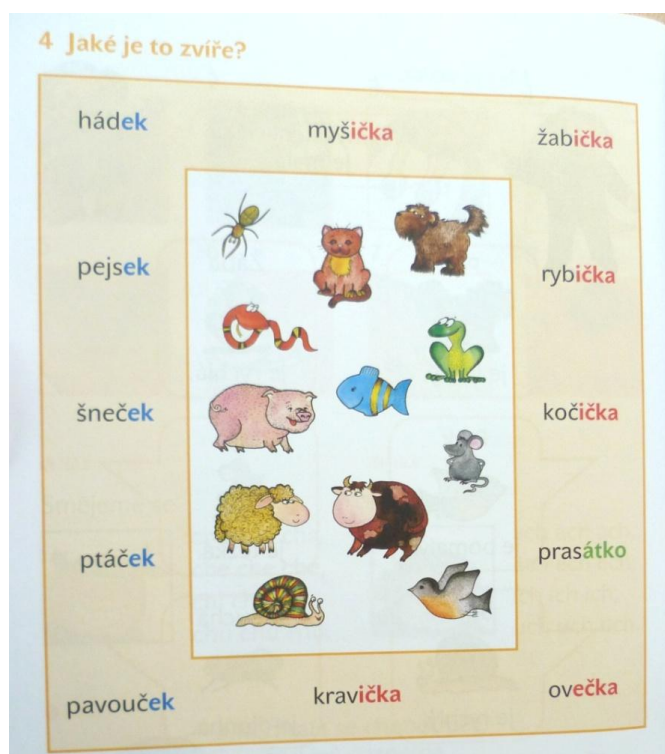 4 Jaké je to zvíře?
hádek
myšička
žabička
pejsek
rybička
šneček
kočička
ptáček
prasátko
pavouček
kravička
ovečka